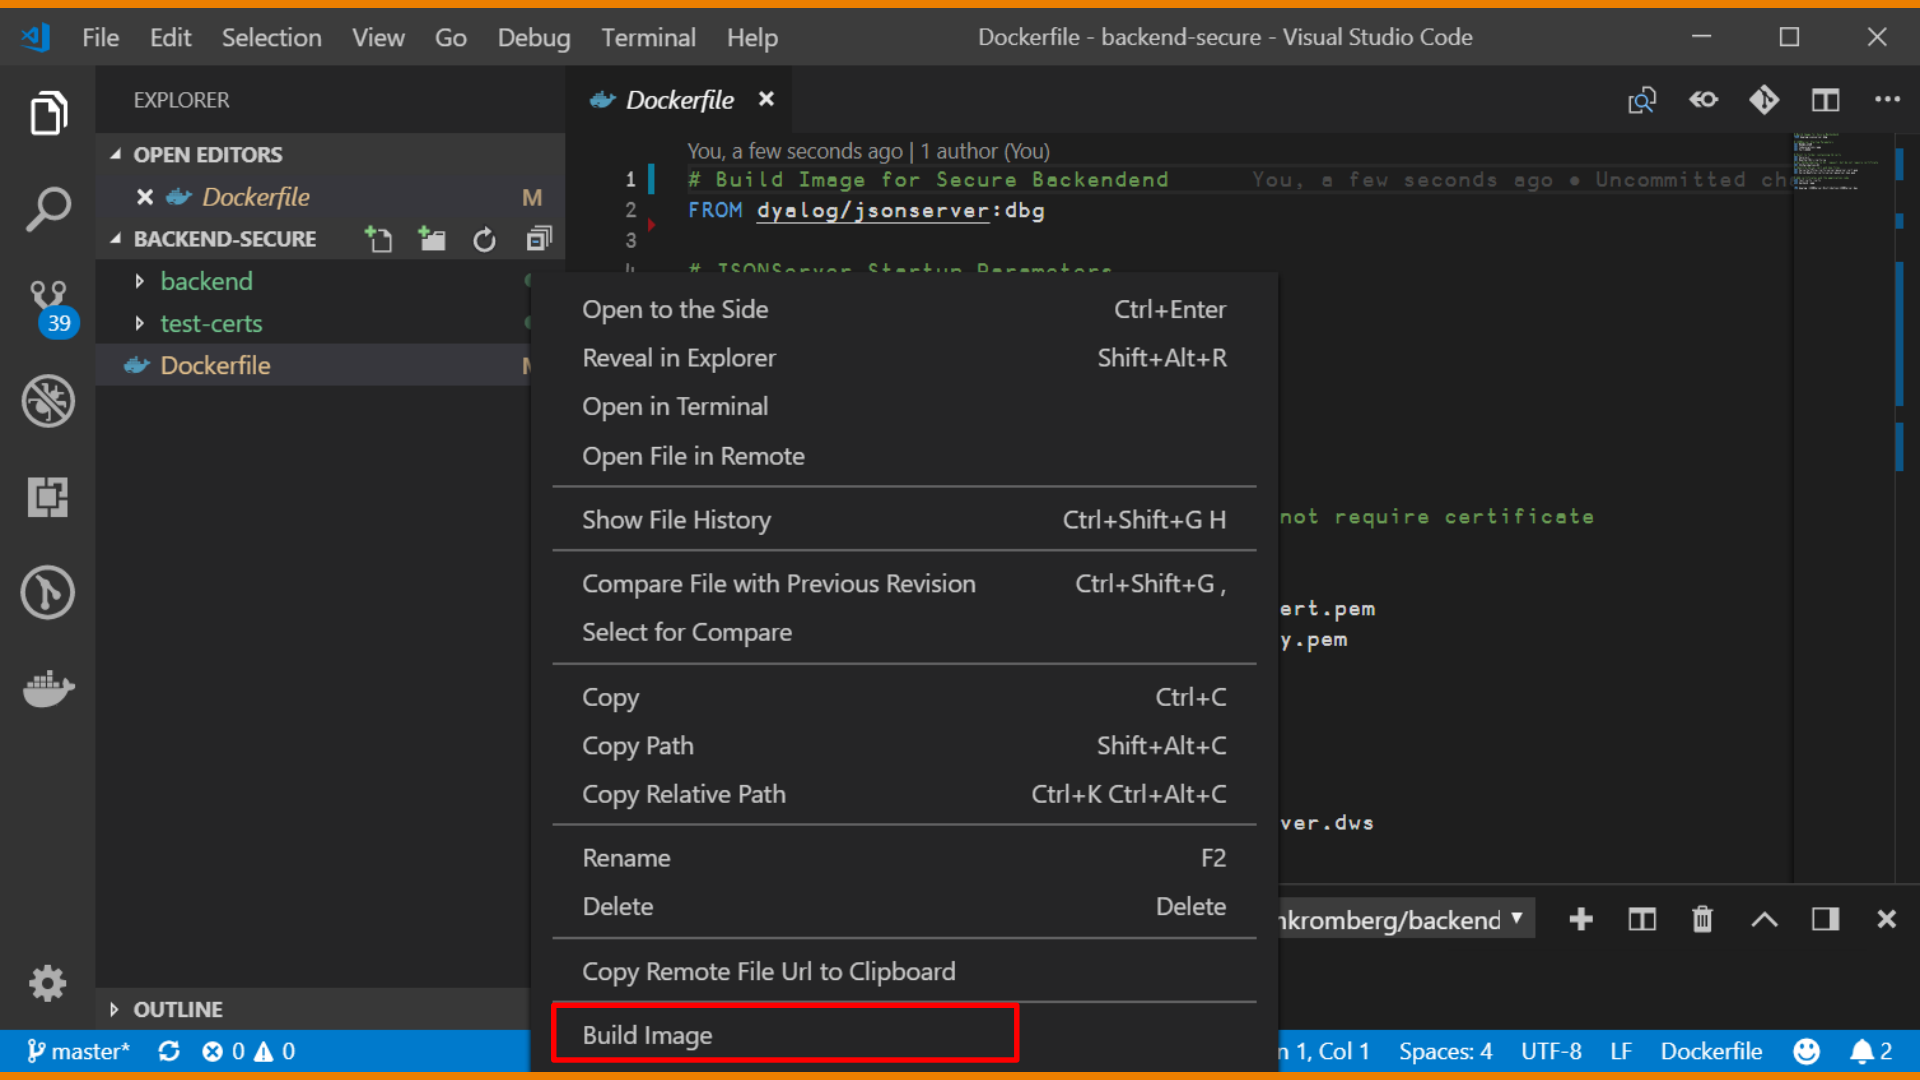 File Edit Selection View Go Debug Terminal Help
Dockerfile - backend-secure - Visual Studio Code
EXPLORER
Dockerfile
OPEN EDITORS
You, a few seconds ago | 1 author (You)
1 # Build Image for Secure Backendend You, a few seconds ago • Uncommitted ch
Dockerfile M
2 FROM dyalog/jsonserver:dbg
BACKEND-SECURE
3
4 # JSONServer Startup Parameters
backend
test-certs
Dockerfile
39
Open to the Side Ctrl+Enter
Reveal in Explorer Shift+Alt+R
Open in Terminal
Open File in Remote
Show File History Ctrl+Shift+G H
not require certificate
Compare File with Previous Revision Ctrl+Shift+G ,
ert.pem
Select for Compare
y.pem
Copy Ctrl+C
Copy Path Shift+Alt+C
Copy Relative Path Ctrl+K Ctrl+Alt+C
ver.dws
Rename F2
Delete Delete
kromberg/backend
Copy Remote File Url to Clipboard
OUTLINE
Build Image
master* 0 0
n 1, Col 1 Spaces: 4 UTF-8 LF Dockerfile 2